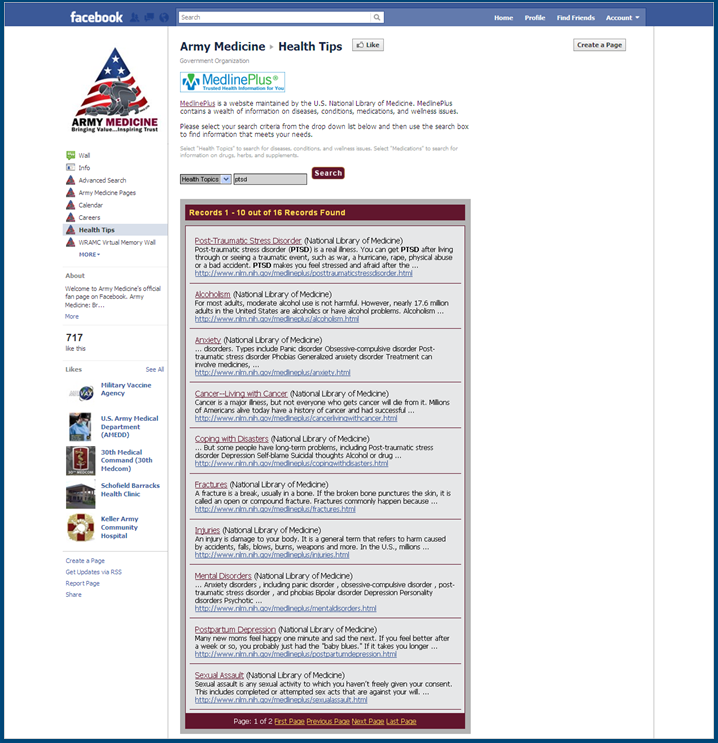 facebook
Search
Home Profile Find Friends Account
ARMY MEDICINE
Bringing Value...Inspiring Trust
Wall
Info
Advanced Search
Army Medicine Pages
Calendar
Careers
Health Tips
WRAMC Virtual Memory Wall
MORE
About
Welcome to Army Medicine's official
fan page on Facebook. Army
Medicine: Br...
More
717
like this
Likes See All
Military Vaccine
Agency
U.S. Army Medical
Department
(AMEDD)
30th Medical
Command (30th
Medcom)
Schofield Barracks
Health Clinic
Keller Army
Community
Hospital
Create a Page
Get Updates via RSS
Report Page
Share
Army Medicine ▸ Health Tips Like Create a Page
Government Organization
MedlinePlus®
Trusted Health Information for You
MedlinePlus is a website maintained by the U.S. National Library of Medicine. MedlinePlus
contains a wealth of information on diseases, conditions, medications, and wellness issues.
Please select your search criteria from the drop down list below and then use the search box
to find information that meets your needs.
Select "Health Topics" to search for diseases, conditions, and wellness issues. Select "Medications" to search for
information on drugs, herbs, and supplements.
Health Topics ptsd Search
Records 1 - 10 out of 16 Records Found
Post-Traumatic Stress Disorder (National Library of Medicine)
Post-traumatic stress disorder (PTSD) is a real illness. You can get PTSD after living
through or seeing a traumatic event, such as war, a hurricane, rape, physical abuse
or a bad accident. PTSD makes you feel stressed and afraid after the ...
http://www.nlm.nih.gov/medlineplus/posttraumaticstressdisorder.html
Alcoholism (National Library of Medicine)
For most adults, moderate alcohol use is not harmful. However, nearly 17.6 million
adults in the United States are alcoholics or have alcohol problems. Alcoholism ...
http://www.nlm.nih.gov/medlineplus/alcoholism.html
Anxiety (National Library of Medicine)
... disorders. Types include Panic disorder Obsessive-compulsive disorder Post-
traumatic stress disorder Phobias Generalized anxiety disorder Treatment can
involve medicines, ...
http://www.nlm.nih.gov/medlineplus/anxiety.html
Cancer--Living with Cancer (National Library of Medicine)
Cancer is a major illness, but not everyone who gets cancer will die from it. Millions
of Americans alive today have a history of cancer and had successful ...
http://www.nlm.nih.gov/medlineplus/cancerlivingwithcancer.html
Coping with Disasters (National Library of Medicine)
... But some people have long-term problems, including Post-traumatic stress
disorder Depression Self-blame Suicidal thoughts Alcohol or drug ...
http://www.nlm.nih.gov/medlineplus/copingwithdisasters.html
Fractures (National Library of Medicine)
A fracture is a break, usually in a bone. If the broken bone punctures the skin, it is
called an open or compound fracture. Fractures commonly happen because ...
http://www.nlm.nih.gov/medlineplus/fractures.html
Injuries (National Library of Medicine)
An injury is damage to your body. It is a general term that refers to harm caused
by accidents, falls, blows, burns, weapons and more. In the U.S., millions ...
http://www.nlm.nih.gov/medlineplus/injuries.html
Mental Disorders (National Library of Medicine)
... Anxiety disorders , including panic disorder , obsessive-compulsive disorder , post-
traumatic stress disorder , and phobias Bipolar disorder Depression Personality
disorders Psychotic ...
http://www.nlm.nih.gov/medlineplus/mentaldisorders.html
Postpartum Depression (National Library of Medicine)
Many new moms feel happy one minute and sad the next. If you feel better after
a week or so, you probably just had the "baby blues." If it takes you longer ...
http://www.nlm.nih.gov/medlineplus/postpartumdepression.html
Sexual Assault (National Library of Medicine)
Sexual assault is any sexual activity to which you haven't freely given your consent.
This includes completed or attempted sex acts that are against your will. ...
http://www.nlm.nih.gov/medlineplus/sexualassault.html
Page: 1 of 2 First Page Previous Page Next Page Last Page